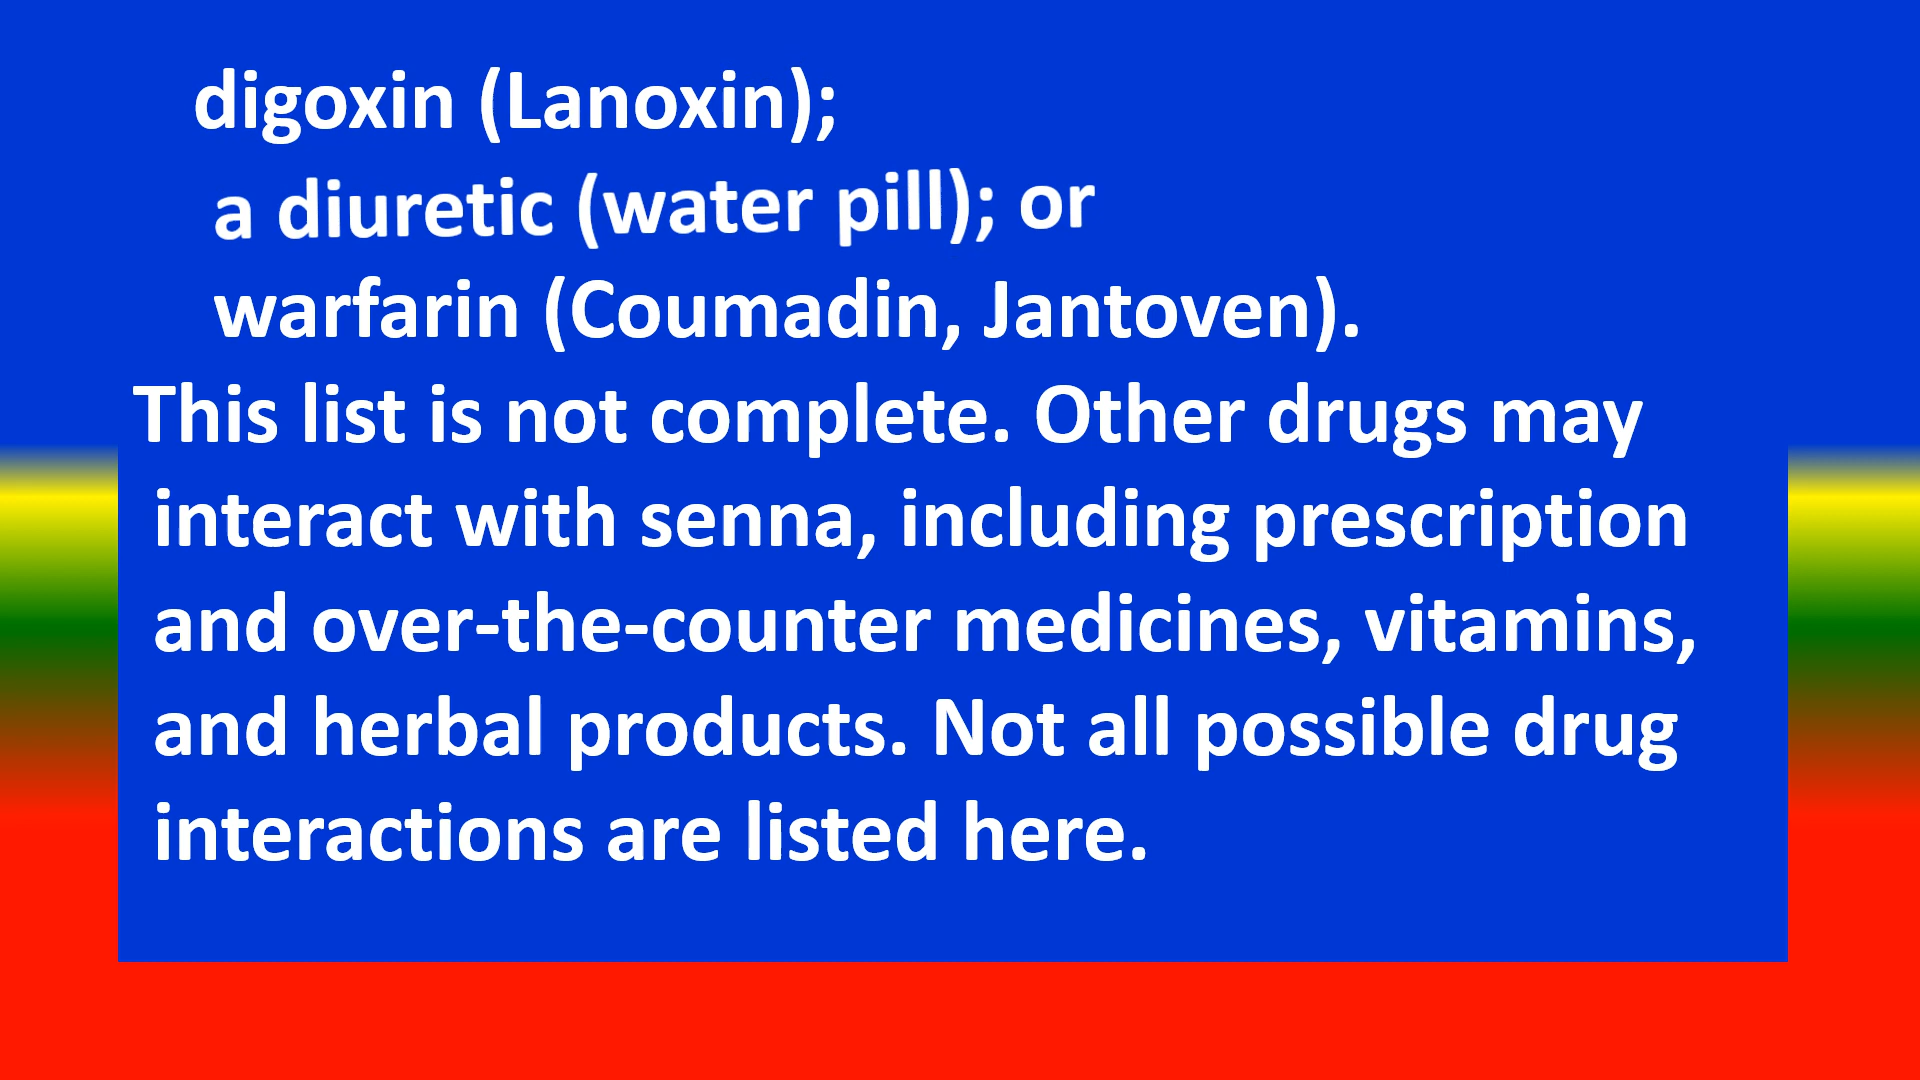 digoxin (Lanoxin);
a diuretic (water pill); or
warfarin (Coumadin, Jantoven).
This list is not complete. Other drugs may
interact with senna, including prescription
and over-the-counter medicines, vitamins,
and herbal products. Not all possible drug
interactions are listed here.